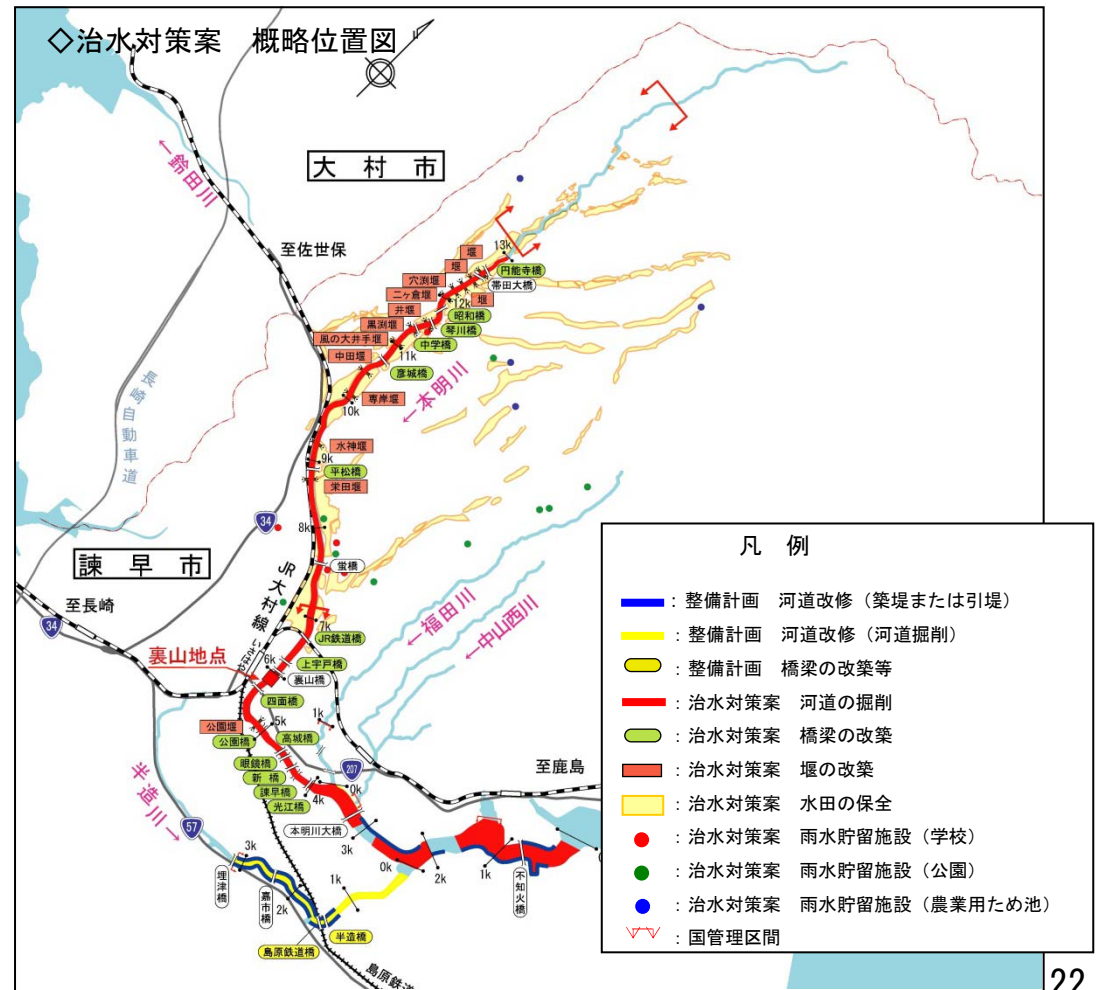 ◇治水対策案　概略位置図
大 村 市
←鈴田川
至佐世保
13k
堰
円能寺橋
堰
帯田大橋
穴渕堰
二ヶ倉堰
堰
12k
井堰
昭和橋
黒渕堰
琴川橋
風の大井手堰
中学橋
11k
中田堰
彦城橋
←本明川
専岸堰
10k
長崎自動車道
水神堰
9k
平松橋
栄田堰
34
8k
諫 早 市
蛍橋
JR大村線
至長崎
34
7k
←福田川
←中山西川
JR鉄道橋
いさはや
上宇戸橋
裏山地点
6k
裏山橋
四面橋
1k
公園堰
5k
公園橋
高城橋
眼鏡橋
新 橋
207
至鹿島
諫早橋
0k
4k
光江橋
半造川→
本明川大橋
57
3k
3k
0k
2k
1k
不知火橋
埋津橋
嘉市橋
1k
2k
半造橋
島原鉄道橋
島原鉄道
凡 例
：整備計画　河道改修（築堤または引堤）
：整備計画　河道改修（河道掘削）
：整備計画　橋梁の改築等
：治水対策案　河道の掘削
：治水対策案　橋梁の改築
：治水対策案　堰の改築
：治水対策案　水田の保全
：治水対策案　雨水貯留施設（学校）
：治水対策案　雨水貯留施設（公園）
：治水対策案　雨水貯留施設（農業用ため池）
：国管理区間
22